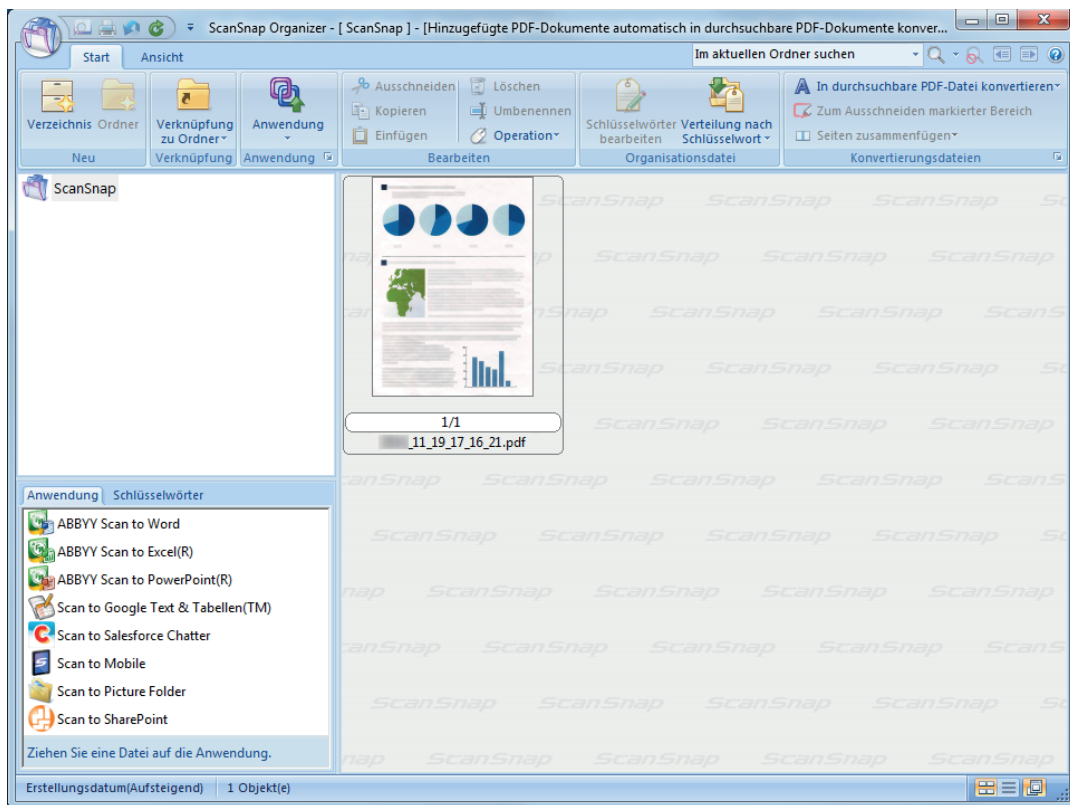 ScanSnap Organizer - [ ScanSnap ] - [Hinzugefügte PDF-Dokumente automatisch in durchsuchbare PDF-Dokumente konver...
Start Ansicht
Im aktuellen Ordner suchen
Verzeichnis Ordner
Neu
Verknüpfung
zu Ordner
Verknüpfung
Anwendung
Anwendung
Ausschneiden Löschen
Kopieren Umbenennen
Einfügen Operation
Bearbeiten
Schlüsselwörter Verteilung nach
bearbeiten Schlüsselwort
Organisationsdatei
In durchsuchbare PDF-Datei konvertieren
Zum Ausschneiden markierter Bereich
Seiten zusammenfügen
Konvertierungsdateien
ScanSnap
1/1
_11_19_17_16_21.pdf
Anwendung Schlüsselwörter
ABBYY Scan to Word
ABBYY Scan to Excel(R)
ABBYY Scan to PowerPoint(R)
Scan to Google Text & Tabellen(TM)
Scan to Salesforce Chatter
Scan to Mobile
Scan to Picture Folder
Scan to SharePoint
Ziehen Sie eine Datei auf die Anwendung.
Erstellungsdatum(Aufsteigend) 1 Objekt(e)